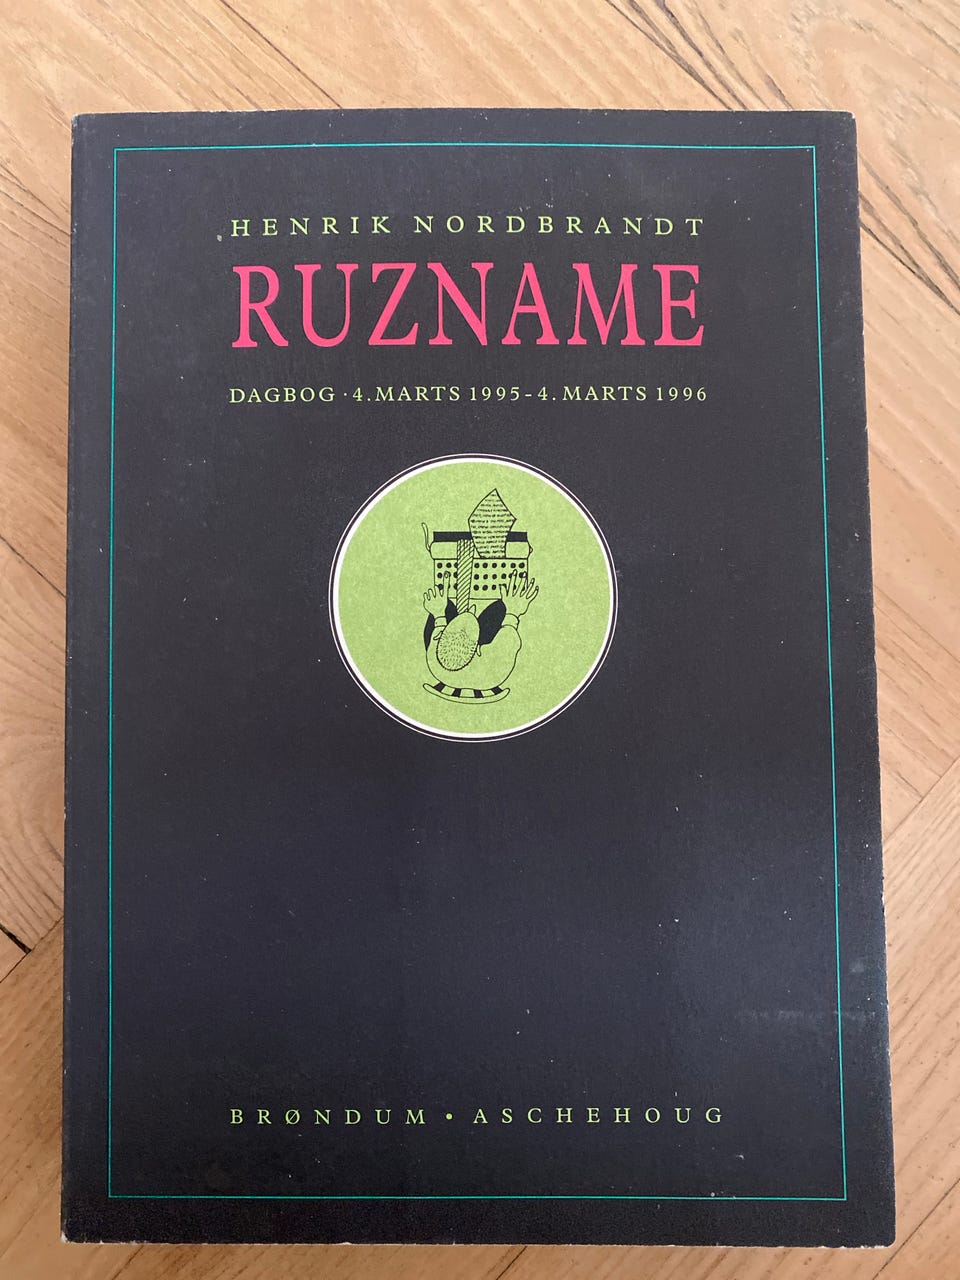 HENRIK NORDBRANDT
RUZNAME
DAGBOG · 4. MARTS 1995 - 4. MARTS 1996
BRØNDUM • ASCHEHOUG